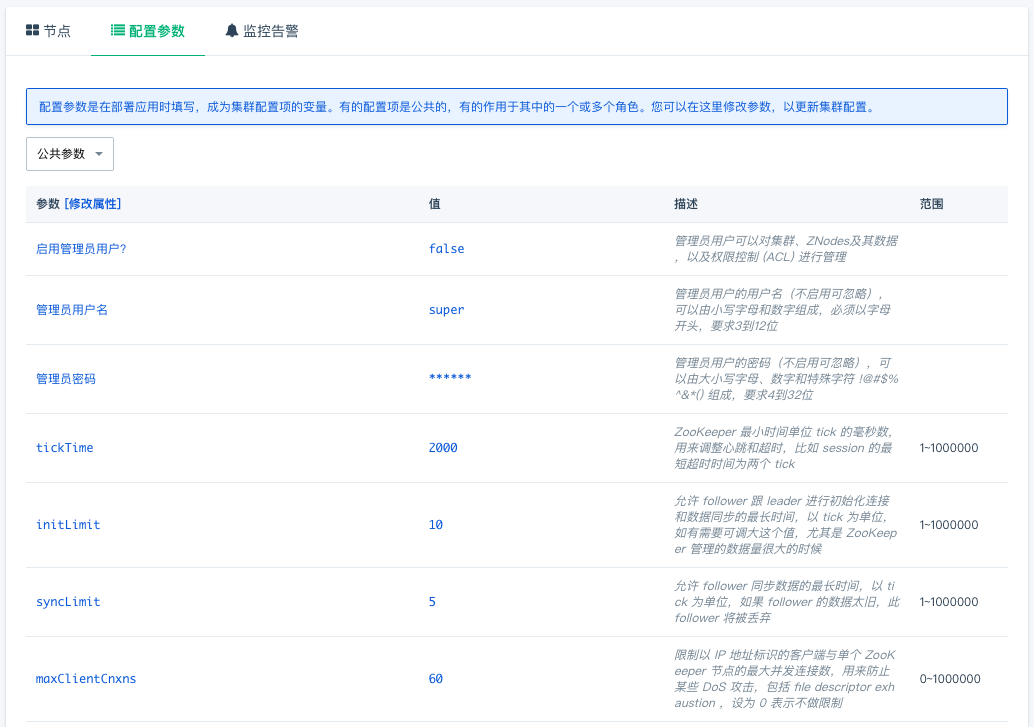 节点 配置参数 监控告警
配置参数是在部署应用时填写，成为集群配置项的变量。有的配置项是公共的，有的作用于其中的一个或多个角色。您可以在这里修改参数，以更新集群配置。
公共参数
参数 [修改属性] 值 描述 范围
启用管理员用户? false
管理员用户可以对集群、ZNodes及其数据
，以及权限控制 (ACL) 进行管理
管理员用户名 super
管理员用户的用户名（不启用可忽略），
可以由小写字母和数字组成，必须以字母
开头，要求3到12位
管理员密码 ******
管理员用户的密码（不启用可忽略），可
以由大小写字母、数字和特殊字符 !@#$%
^&*() 组成，要求4到32位
tickTime 2000
ZooKeeper 最小时间单位 tick 的毫秒数，
用来调整心跳和超时，比如 session 的最
短超时时间为两个 tick
1~1000000
initLimit 10
允许 follower 跟 leader 进行初始化连接
和数据同步的最长时间，以 tick 为单位，
如有需要可调大这个值，尤其是 ZooKeep
er 管理的数据量很大的时候
1~1000000
syncLimit 5
允许 follower 同步数据的最长时间，以 ti
ck 为单位，如果 follower 的数据太旧，此
follower 将被丢弃
1~1000000
maxClientCnxns 60
限制以 IP 地址标识的客户端与单个 ZooK
eeper 节点的最大并发连接数，用来防止
某些 DoS 攻击，包括 file descriptor exh
austion ，设为 0 表示不做限制
0~1000000